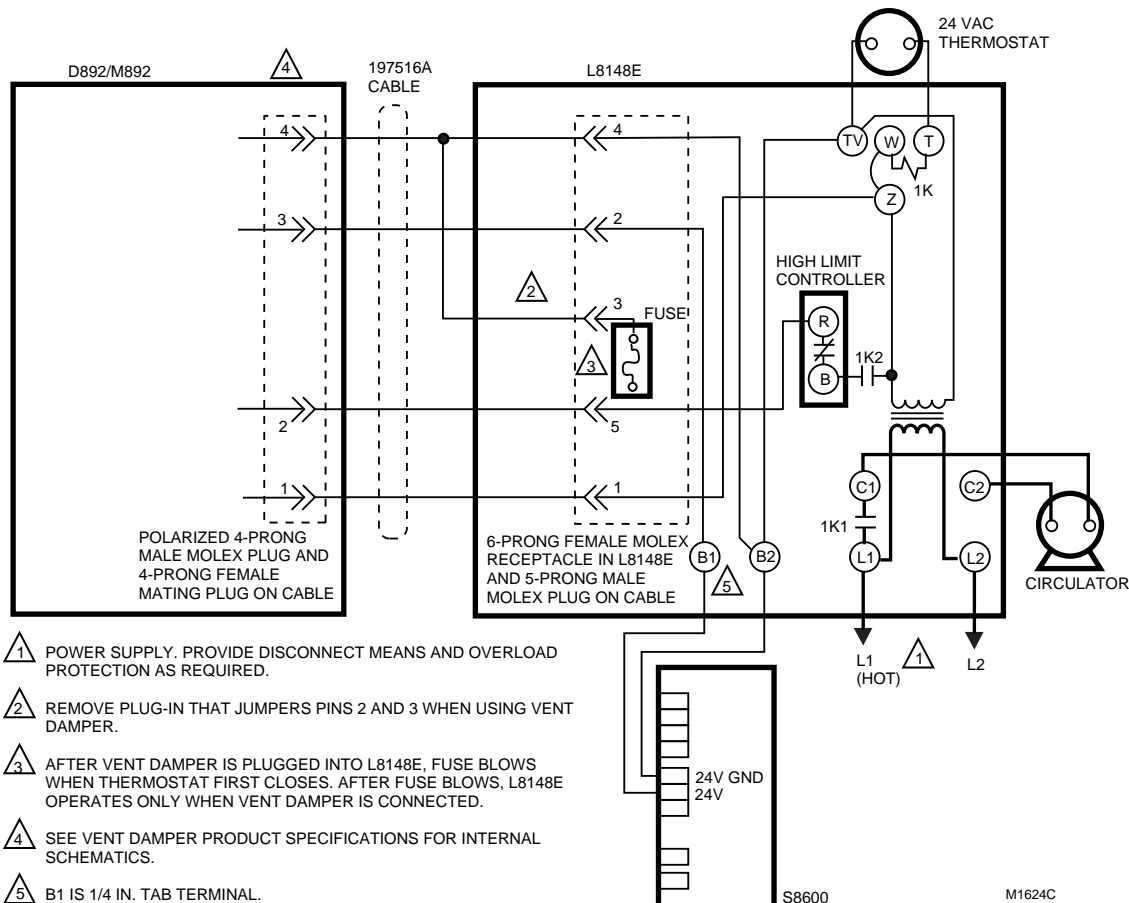 24 VAC
THERMOSTAT
D892/M892
4
197516A
CABLE
L8148E
4
4
TV
W
T
1K
Z
3
2
HIGH LIMIT
CONTROLLER
2
3
FUSE
R
3
1K2
B
2
5
1
1
C1
C2
1K1
POLARIZED 4-PRONG
MALE MOLEX PLUG AND
4-PRONG FEMALE
MATING PLUG ON CABLE
6-PRONG FEMALE MOLEX
RECEPTACLE IN L8148E
AND 5-PRONG MALE
MOLEX PLUG ON CABLE
B1
B2
5
L1
L2
CIRCULATOR
L1
(HOT)
1
L2
1 POWER SUPPLY. PROVIDE DISCONNECT MEANS AND OVERLOAD
PROTECTION AS REQUIRED.
2 REMOVE PLUG-IN THAT JUMPERS PINS 2 AND 3 WHEN USING VENT
DAMPER.
3 AFTER VENT DAMPER IS PLUGGED INTO L8148E, FUSE BLOWS
WHEN THERMOSTAT FIRST CLOSES. AFTER FUSE BLOWS, L8148E
OPERATES ONLY WHEN VENT DAMPER IS CONNECTED.
4 SEE VENT DAMPER PRODUCT SPECIFICATIONS FOR INTERNAL
SCHEMATICS.
5 B1 IS 1/4 IN. TAB TERMINAL.
24V GND
24V
S8600
M1624C